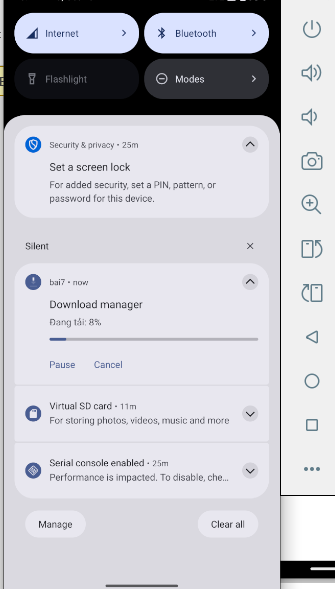 Internet
Bluetooth
Flashlight
Modes
Security & privacy • 25m
Set a screen lock
For added security, set a PIN, pattern, or
password for this device.
Silent
bai7 • now
Download manager
Đang tải: 8%
Pause
Cancel
Virtual SD card • 11m
For storing photos, videos, music and more
Serial console enabled • 25m
Performance is impacted. To disable, che...
Manage
Clear all